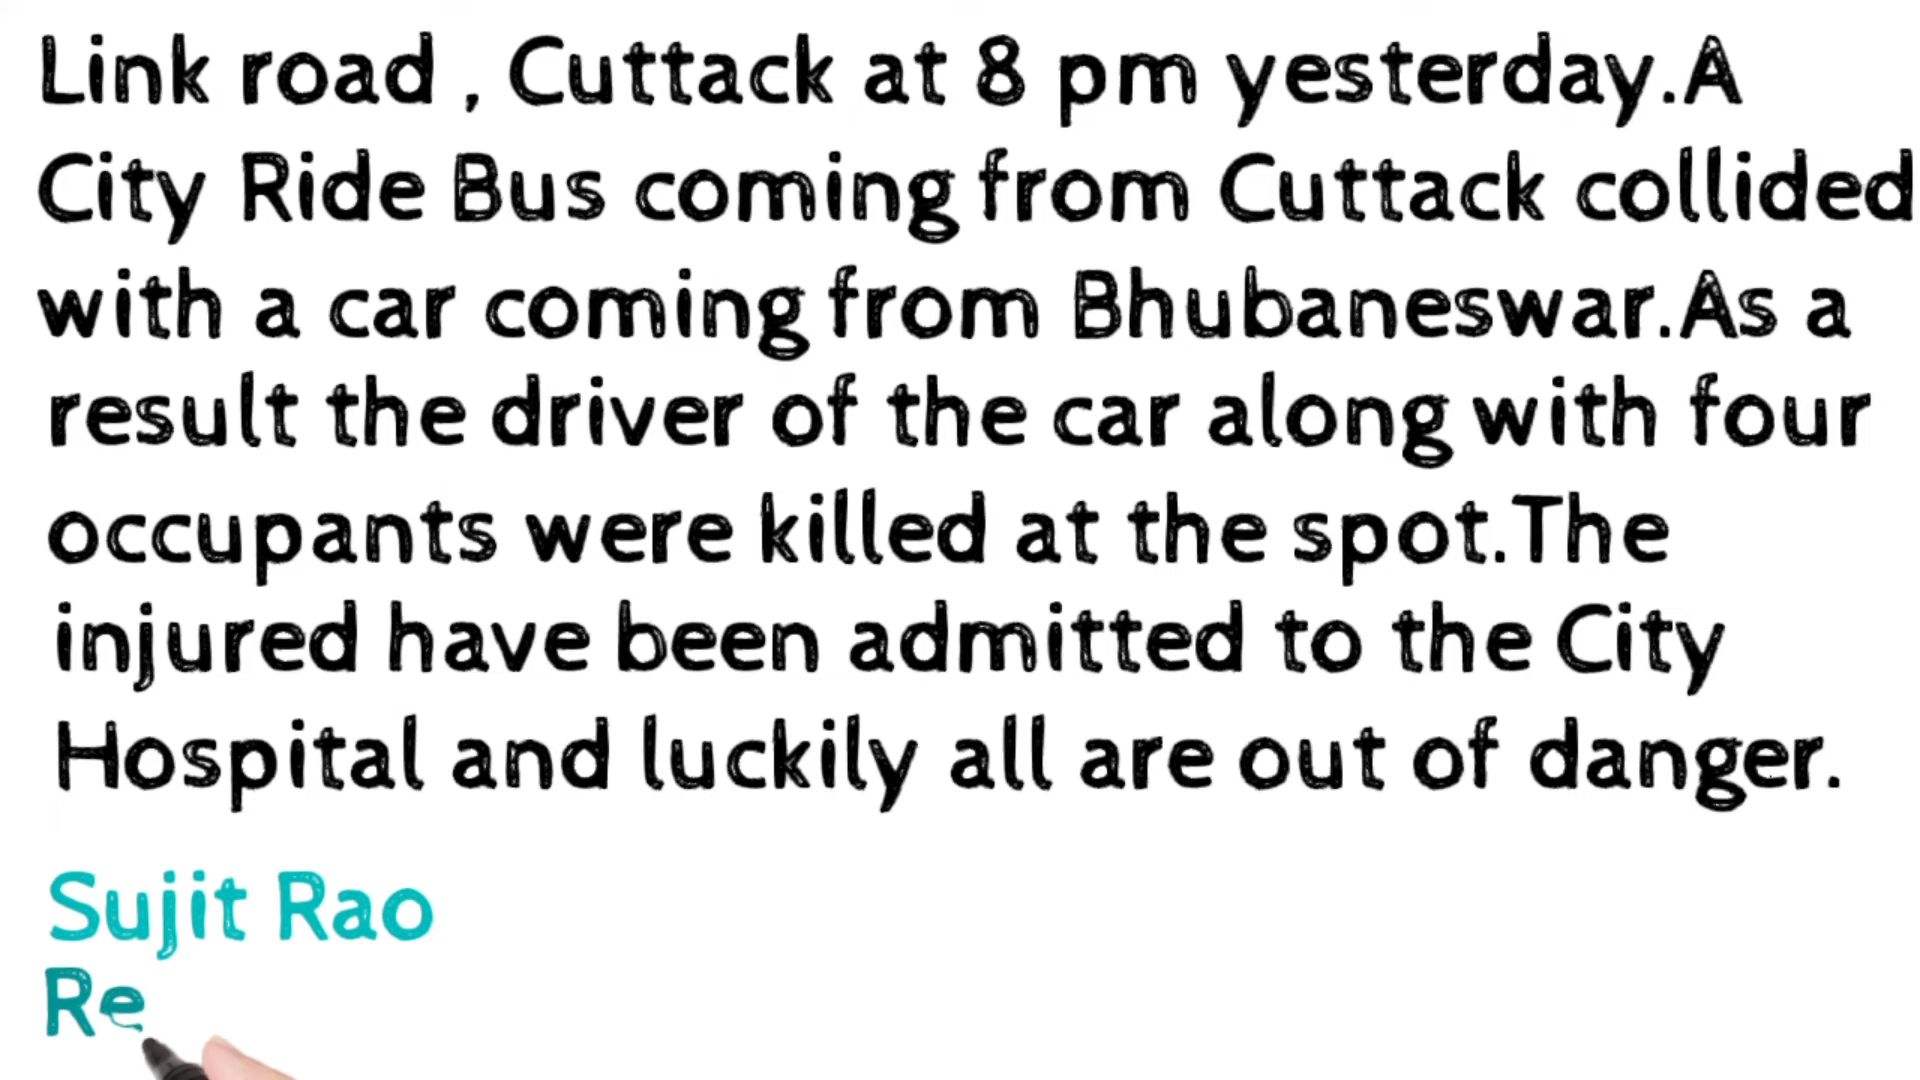 Link road , Cuttack at 8 pm yesterday.A
City Ride Bus coming from Cuttack collided
with a car coming from Bhubaneswar.As a
result the driver of the car along with four
occupants were killed at the spot.The
injured have been admitted to the City
Hospital and luckily all are out of danger.
Sujit Rao
Re